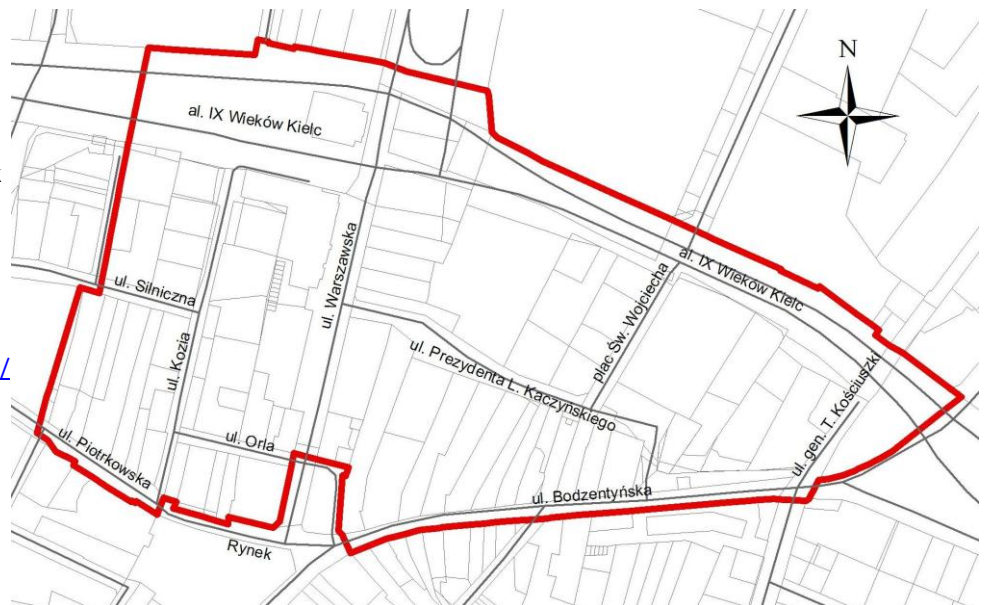 N
al. IX Wieków Kielc
al. IX Wieków Kielc
ul. Warszawska
plac Św. Wojciecha
ul. Silniczna
ul. Kozia
ul. Prezydenta L. Kaczyńskiego
ul. gen. T. Kościuszki
ul. Orla
ul. Piotrkowska
ul. Bodzentyńska
Rynek
/